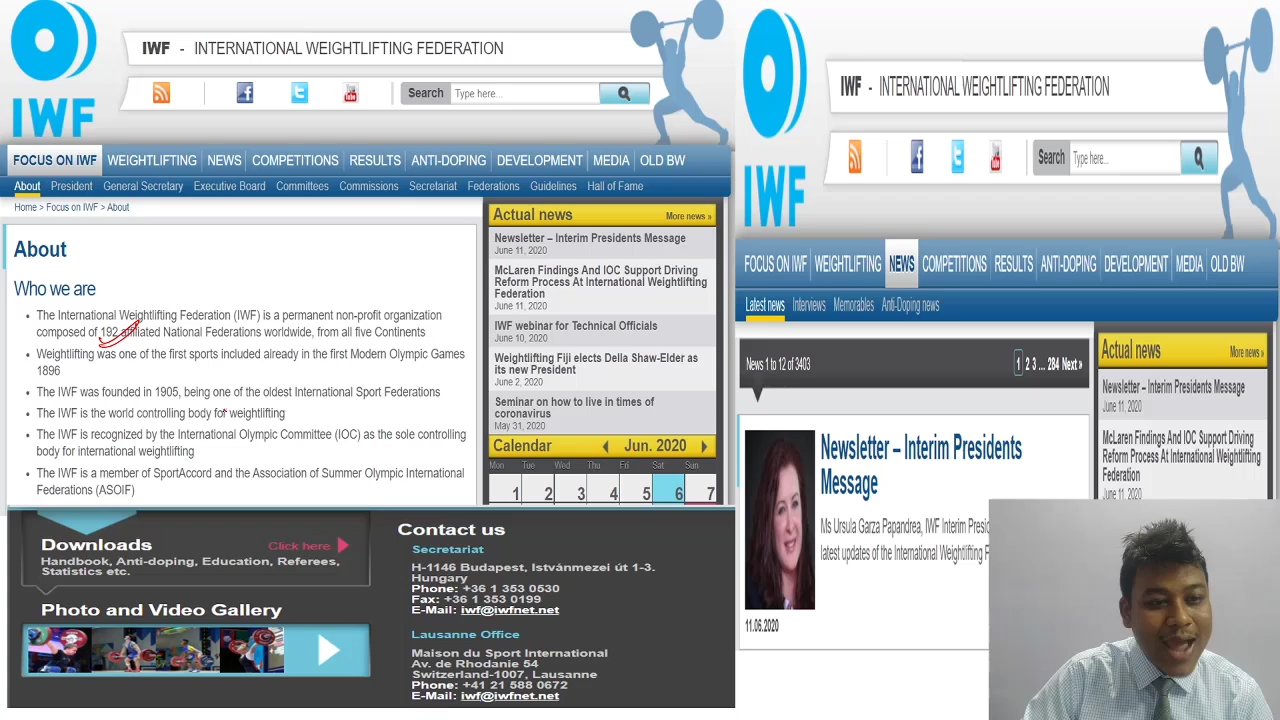 IWF - INTERNATIONAL WEIGHTLIFTING FEDERATION
Search Type here...
IWF
FOCUS ON IWF WEIGHTLIFTING NEWS COMPETITIONS RESULTS ANTI-DOPING DEVELOPMENT MEDIA OLD BW
About President General Secretary Executive Board Committees Commissions Secretariat Federations Guidelines Hall of Fame
Home > Focus on IWF > About
About
Who we are
The International Weightlifting Federation (IWF) is a permanent non-profit organization
composed of 192 affiliated National Federations worldwide, from all five Continents
Weightlifting was one of the first sports included already in the first Modern Olympic Games
1896
The IWF was founded in 1905, being one of the oldest International Sport Federations
The IWF is the world controlling body for weightlifting
The IWF is recognized by the International Olympic Committee (IOC) as the sole controlling
body for international weightlifting
The IWF is a member of SportAccord and the Association of Summer Olympic International
Federations (ASOIF)
Actual news More news »
Newsletter – Interim Presidents Message
June 11, 2020
McLaren Findings And IOC Support Driving
Reform Process At International Weightlifting
Federation
June 11, 2020
IWF webinar for Technical Officials
June 10, 2020
Weightlifting Fiji elects Della Shaw-Elder as
its new President
June 2, 2020
Seminar on how to live in times of
coronavirus
May 31, 2020
Calendar Jun. 2020
Mon Tue Wed Thu Fri Sat Sun
1 2 3 4 5 6 7
Downloads Click here
Handbook, Anti-doping, Education, Referees,
Statistics etc.
Photo and Video Gallery
Contact us
Secretariat
H-1146 Budapest, Istvánmezei út 1-3.
Hungary
Phone: +36 1 353 0530
Fax: +36 1 353 0199
E-Mail: iwf@iwfnet.net
Lausanne Office
Maison du Sport International
Av. de Rhodanie 54
Switzerland-1007, Lausanne
Phone: +41 21 588 0672
E-Mail: iwf@iwfnet.net
IWF - INTERNATIONAL WEIGHTLIFTING FEDERATION
Search Type here...
IWF
FOCUS ON IWF WEIGHTLIFTING NEWS COMPETITIONS RESULTS ANTI-DOPING DEVELOPMENT MEDIA OLD BW
Latest news Interviews Memorables Anti-Doping news
News 1 to 12 of 3403 1 2 3 ... 284 Next »
Newsletter – Interim Presidents
Message
Ms Ursula Garza Papandrea, IWF Interim Presi
latest updates of the International Weightlifting F
11.06.2020
Actual news More news »
Newsletter – Interim Presidents Message
June 11, 2020
McLaren Findings And IOC Support Driving
Reform Process At International Weightlifting
Federation
June 11, 2020